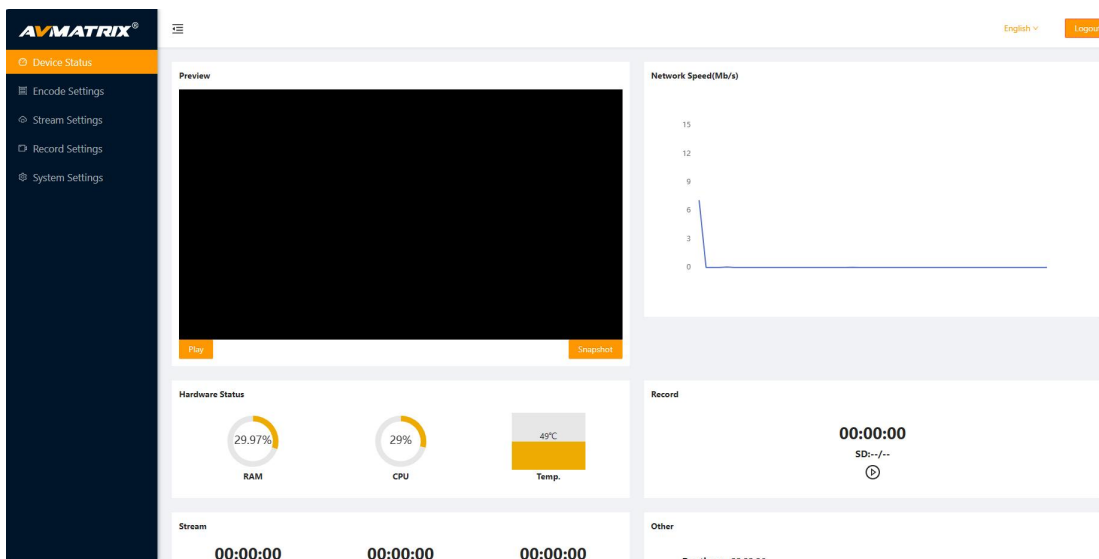 AVMATRIX®
English
Logout
Device Status
Encode Settings
Stream Settings
Record Settings
System Settings
Preview
Play
Snapshot
Network Speed(Mb/s)
15
12
9
6
3
0
Hardware Status
29.97%
RAM
29%
CPU
49℃
Temp.
Record
00:00:00
SD:--/--
Stream
00:00:00
00:00:00
00:00:00
Other